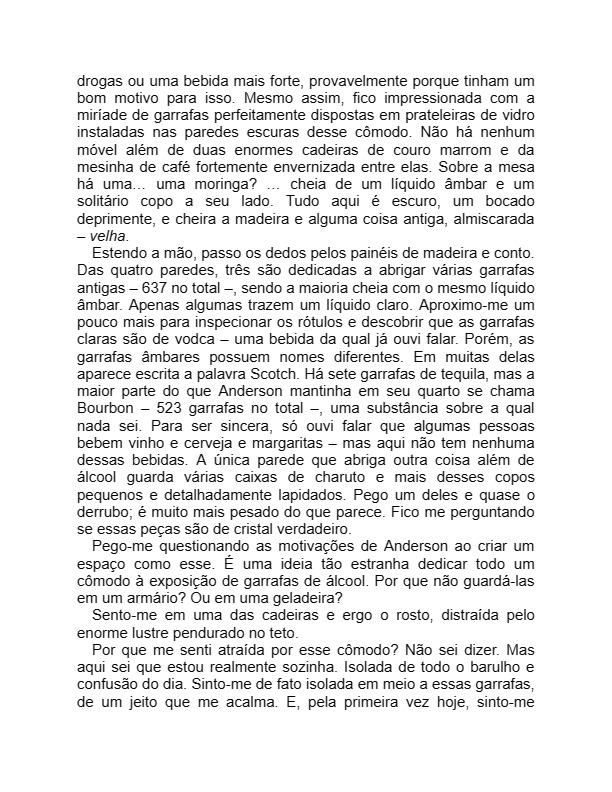 drogas ou uma bebida mais forte, provavelmente porque tinham um
bom motivo para isso. Mesmo assim, fico impressionada com a
miríade de garrafas perfeitamente dispostas em prateleiras de vidro
instaladas nas paredes escuras desse cômodo. Não há nenhum
móvel além de duas enormes cadeiras de couro marrom e da
mesinha de café fortemente envernizada entre elas. Sobre a mesa
há uma... uma moringa? ... cheia de um líquido âmbar e um
solitário copo a seu lado. Tudo aqui é escuro, um bocado
deprimente, e cheira a madeira e alguma coisa antiga, almiscarada
– velha.
Estendo a mão, passo os dedos pelos painéis de madeira e conto.
Das quatro paredes, três são dedicadas a abrigar várias garrafas
antigas – 637 no total –, sendo a maioria cheia com o mesmo líquido
âmbar. Apenas algumas trazem um líquido claro. Aproximo-me um
pouco mais para inspecionar os rótulos e descobrir que as garrafas
claras são de vodca – uma bebida da qual já ouvi falar. Porém, as
garrafas âmbares possuem nomes diferentes. Em muitas delas
aparece escrita a palavra Scotch. Há sete garrafas de tequila, mas a
maior parte do que Anderson mantinha em seu quarto se chama
Bourbon – 523 garrafas no total –, uma substância sobre a qual
nada sei. Para ser sincera, só ouvi falar que algumas pessoas
bebem vinho e cerveja e margaritas – mas aqui não tem nenhuma
dessas bebidas. A única parede que abriga outra coisa além de
álcool guarda várias caixas de charuto e mais desses copos
pequenos e detalhadamente lapidados. Pego um deles e quase o
derrubo; é muito mais pesado do que parece. Fico me perguntando
se essas peças são de cristal verdadeiro.
Pego-me questionando as motivações de Anderson ao criar um
espaço como esse. É uma ideia tão estranha dedicar todo um
cômodo à exposição de garrafas de álcool. Por que não guardá-las
em um armário? Ou em uma geladeira?
Sento-me em uma das cadeiras e ergo o rosto, distraída pelo
enorme lustre pendurado no teto.
Por que me senti atraída por esse cômodo? Não sei dizer. Mas
aqui sei que estou realmente sozinha. Isolada de todo o barulho e
confusão do dia. Sinto-me de fato isolada em meio a essas garrafas,
de um jeito que me acalma. E, pela primeira vez hoje, sinto-me